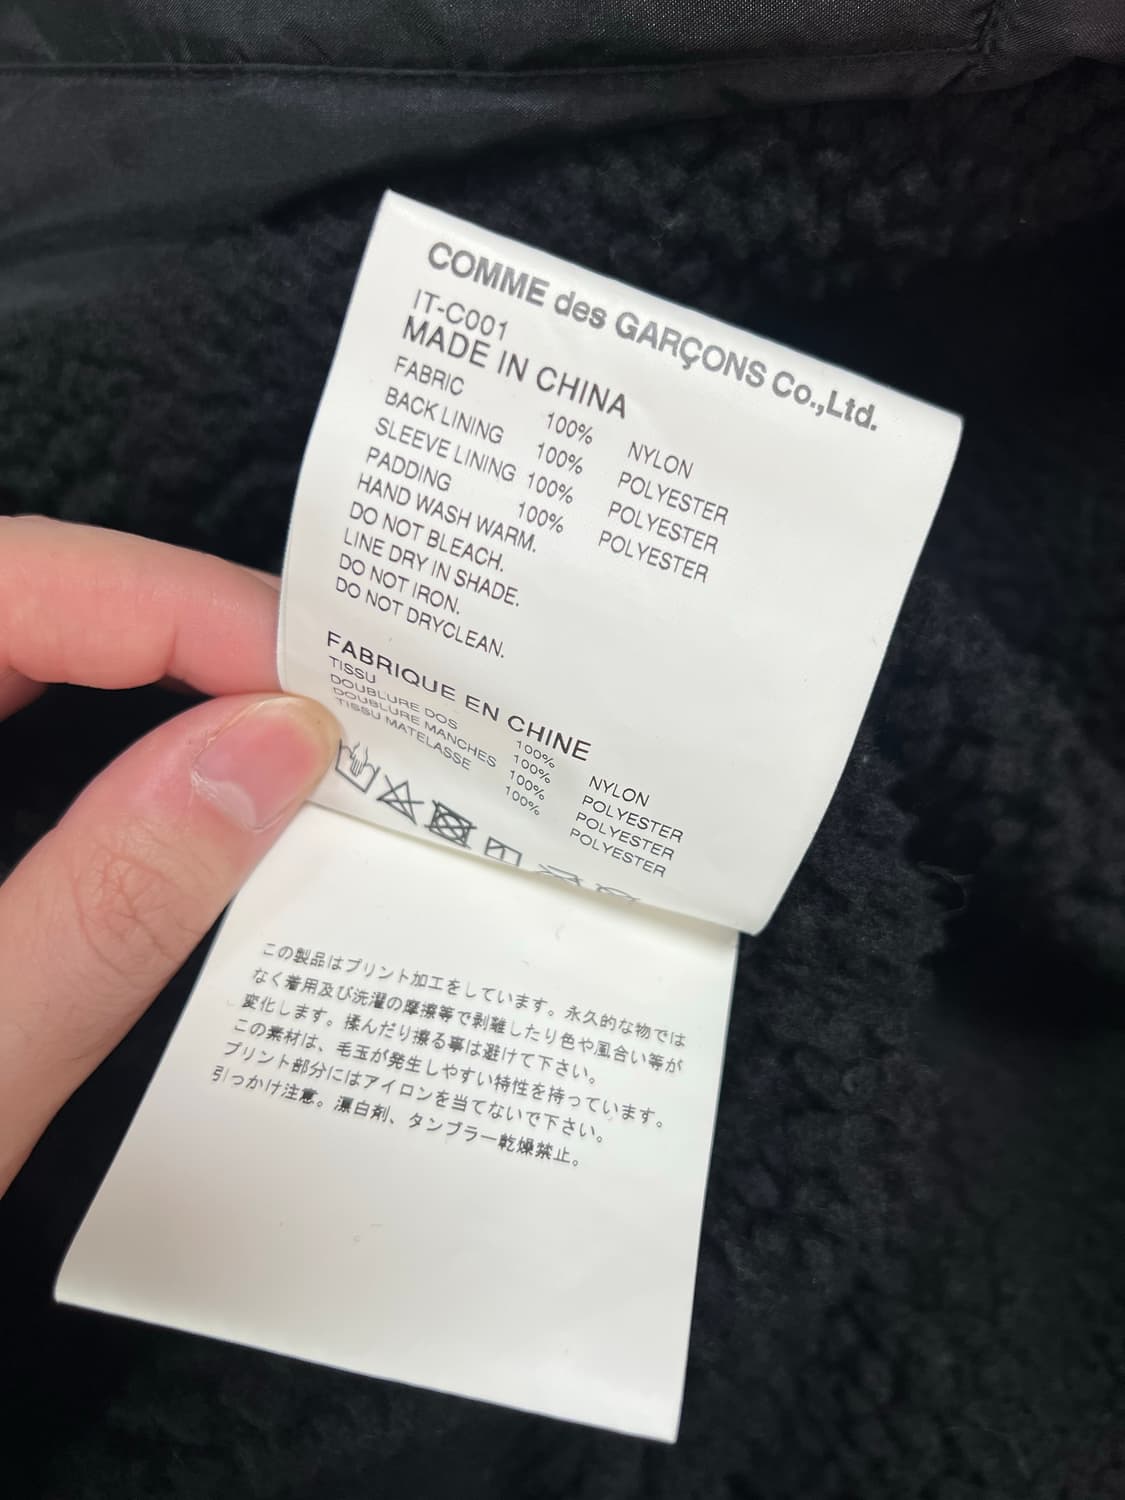 COMME des GARÇONS Co.,Ltd.
IT-C001
MADE IN CHINA
FABRIC 100% NYLON
BACK LINING 100% POLYESTER
SLEEVE LINING 100% POLYESTER
PADDING 100% POLYESTER
HAND WASH WARM.
DO NOT BLEACH.
LINE DRY IN SHADE.
DO NOT IRON.
DO NOT DRYCLEAN.
FABRIQUE EN CHINE
TISSU 100% NYLON
DOUBLURE DOS 100% POLYESTER
DOUBLURE MANCHES 100% POLYESTER
TISSU MATELASSE 100% POLYESTER
この製品はプリント加工をしています。永久的な物では
なく着用及び洗濯の摩擦等で剥離したり色や風合い等が
変化します。揉んだり擦る事は避けて下さい。
この素材は、毛玉が発生しやすい特性を持っています。
プリント部分にはアイロンを当てないで下さい。
引っかけ注意。漂白剤、タンブラー乾燥禁止。